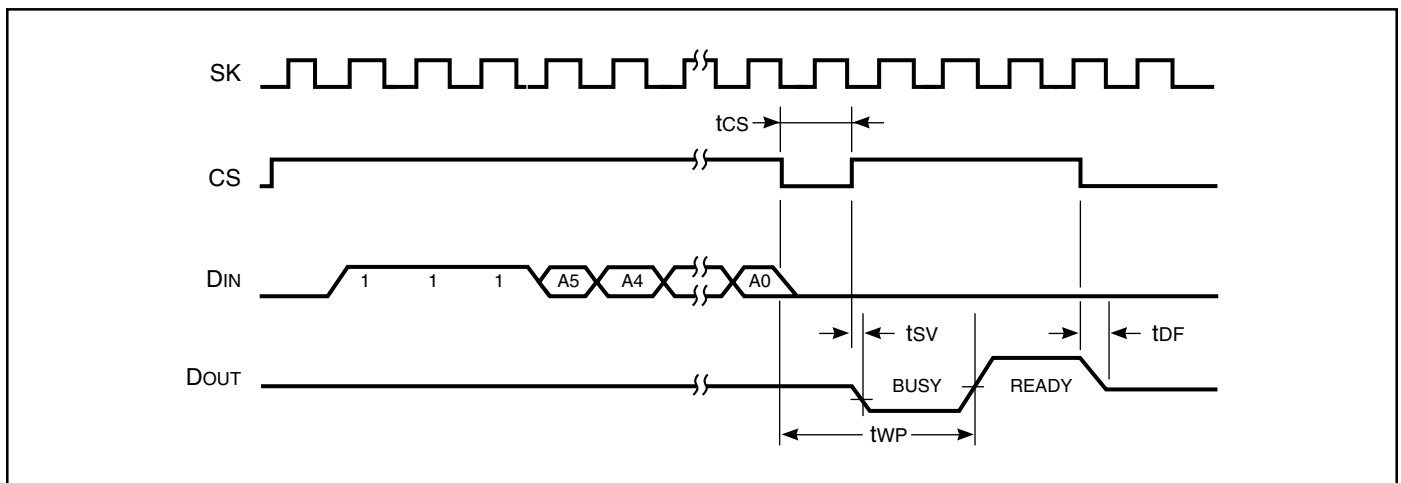 SK
tCS
CS
DIN 1 1 1 A5 A4 A0
tSV tDF
DOUT BUSY READY
tWP